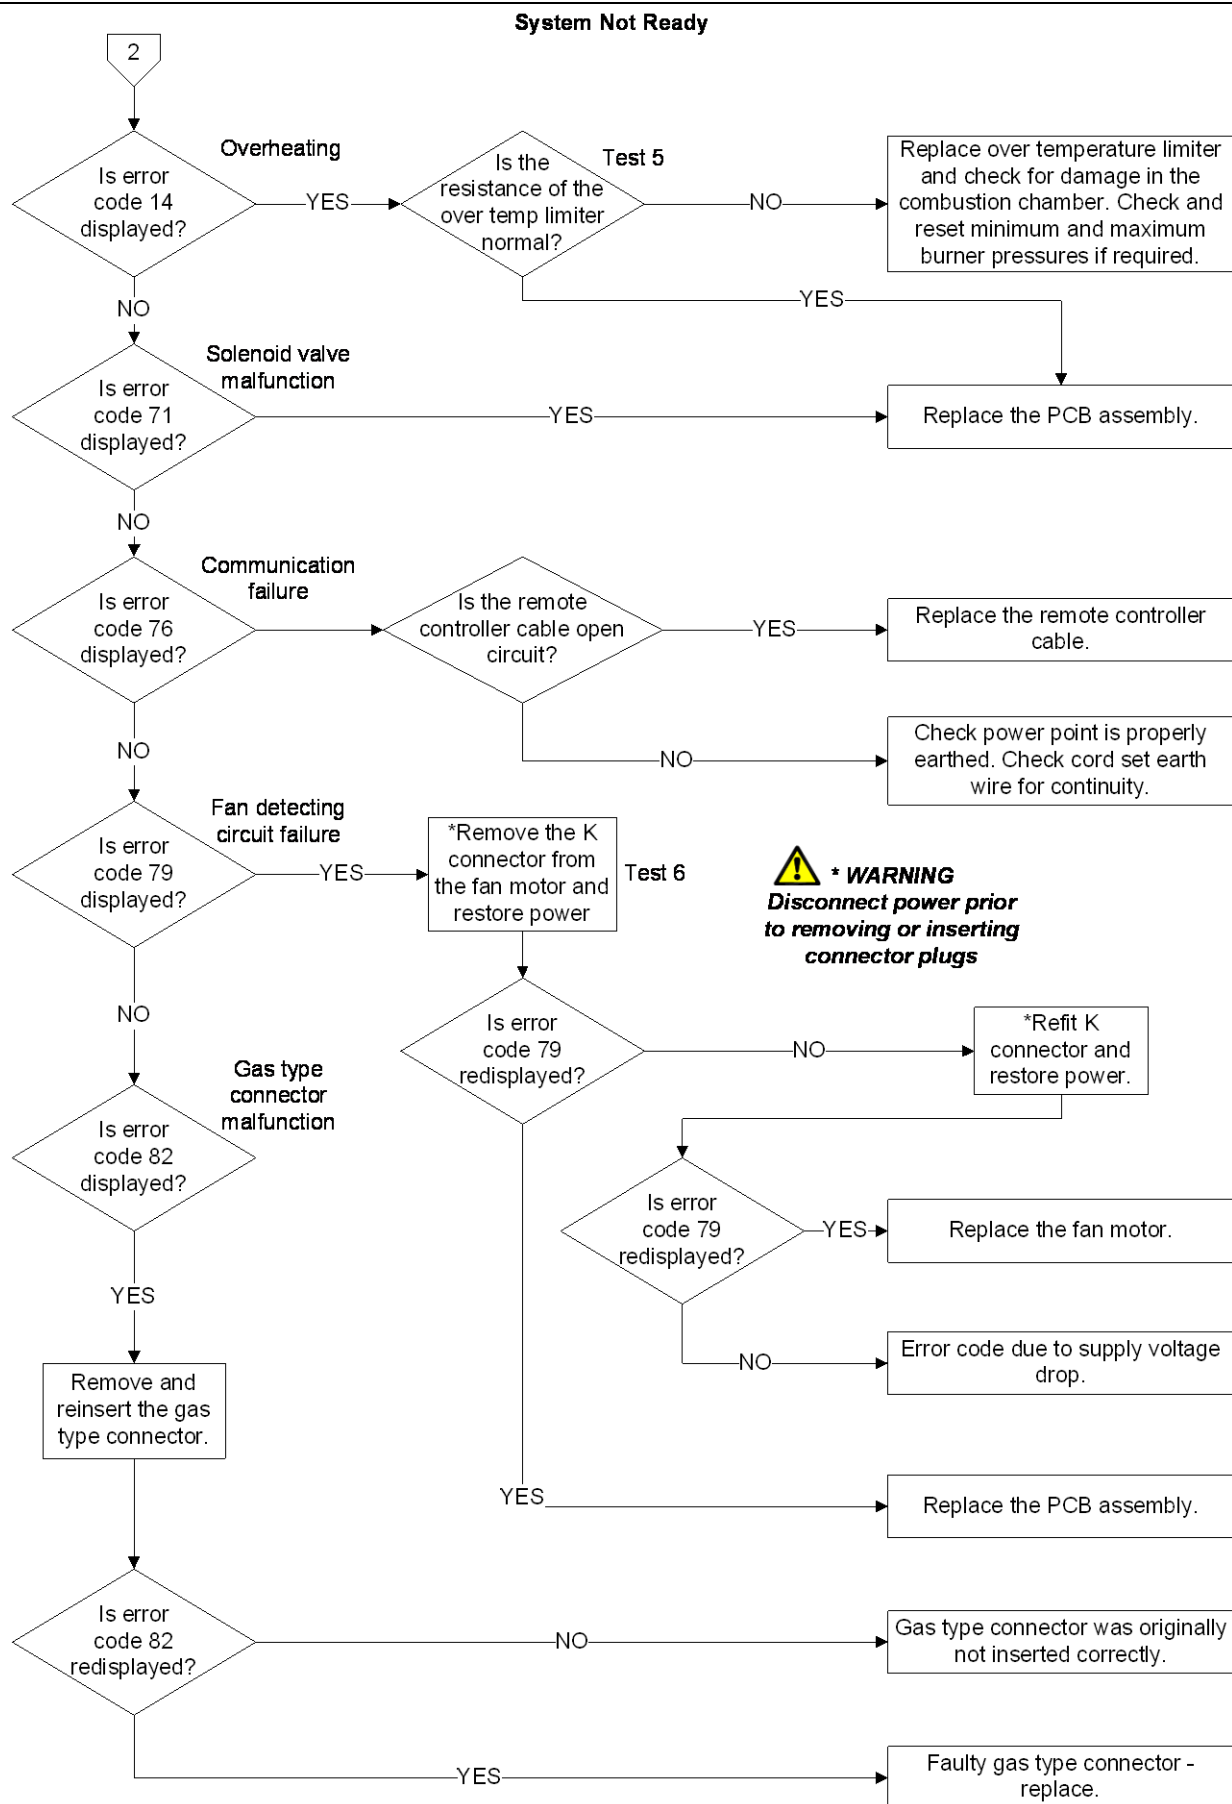 System Not Ready
2
Overheating
Is error
code 14
displayed?
YES
Is the
resistance of the
over temp limiter
normal?
Test 5
NO
Replace over temperature limiter
and check for damage in the
combustion chamber. Check and
reset minimum and maximum
burner pressures if required.
NO
YES
Solenoid valve
malfunction
Is error
code 71
displayed?
YES
Replace the PCB assembly.
NO
Communication
failure
Is error
code 76
displayed?
Is the remote
controller cable open
circuit?
YES
Replace the remote controller
cable.
NO
NO
Check power point is properly
earthed. Check cord set earth
wire for continuity.
Fan detecting
circuit failure
Is error
code 79
displayed?
YES
*Remove the K
connector from
the fan motor and
restore power
Test 6
* WARNING
Disconnect power prior
to removing or inserting
connector plugs
NO
Is error
code 79
redisplayed?
NO
*Refit K
connector and
restore power.
Gas type
connector
malfunction
Is error
code 82
displayed?
Is error
code 79
redisplayed?
YES
Replace the fan motor.
YES
NO
Error code due to supply voltage
drop.
Remove and
reinsert the gas
type connector.
YES
Replace the PCB assembly.
Is error
code 82
redisplayed?
NO
Gas type connector was originally
not inserted correctly.
YES
Faulty gas type connector -
replace.